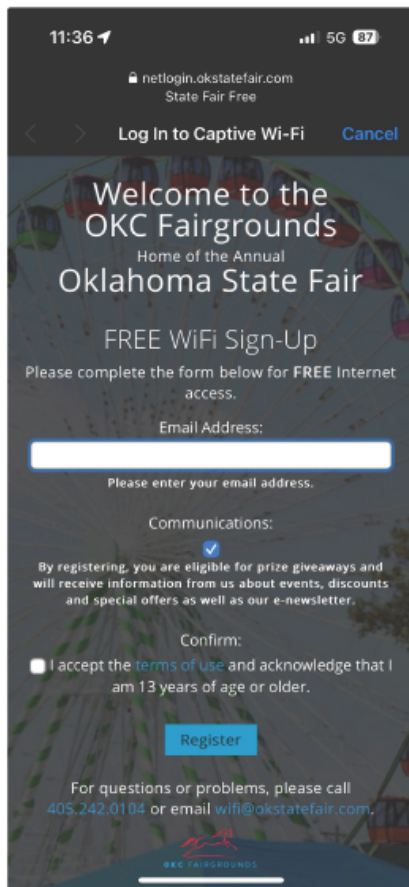 11:36
5G 87
netlogin.okstatefair.com
State Fair Free
Log In to Captive Wi-Fi
Cancel
Welcome to the
OKC Fairgrounds
Home of the Annual
Oklahoma State Fair
FREE WiFi Sign-Up
Please complete the form below for FREE Internet
access.
Email Address:
Please enter your email address.
Communications:
By registering, you are eligible for prize giveaways and
will receive information from us about events, discounts
and special offers as well as our e-newsletter.
Confirm:
I accept the terms of use and acknowledge that I
am 13 years of age or older.
Register
For questions or problems, please call
405.242.0104 or email wifi@okstatefair.com.
OKC FAIRGROUNDS